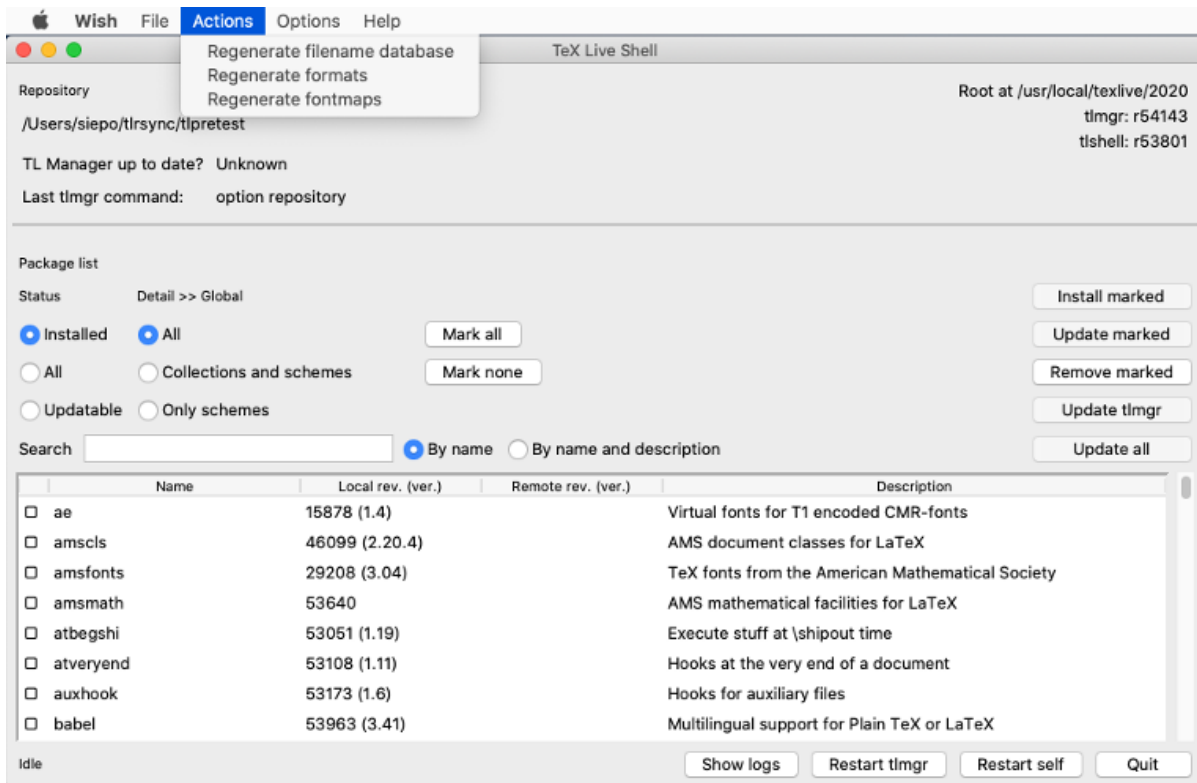 Wish File Actions Options Help
TeX Live Shell
Regenerate filename database
Regenerate formats
Regenerate fontmaps
Repository
Root at /usr/local/texlive/2020
/Users/siepo/tlrsync/tlpretest
tlmgr: r54143
tlshell: r53801
TL Manager up to date? Unknown
Last tlmgr command: option repository
Package list
Status Detail >> Global
Install marked
Installed All Mark all Update marked
All Collections and schemes Mark none Remove marked
Updatable Only schemes Update tlmgr
Search By name By name and description Update all
Name Local rev. (ver.) Remote rev. (ver.) Description
ae 15878 (1.4) Virtual fonts for T1 encoded CMR-fonts
amscls 46099 (2.20.4) AMS document classes for LaTeX
amsfonts 29208 (3.04) TeX fonts from the American Mathematical Society
amsmath 53640 AMS mathematical facilities for LaTeX
atbegshi 53051 (1.19) Execute stuff at \shipout time
atveryend 53108 (1.11) Hooks at the very end of a document
auxhook 53173 (1.6) Hooks for auxiliary files
babel 53963 (3.41) Multilingual support for Plain TeX or LaTeX
Idle Show logs Restart tlmgr Restart self Quit